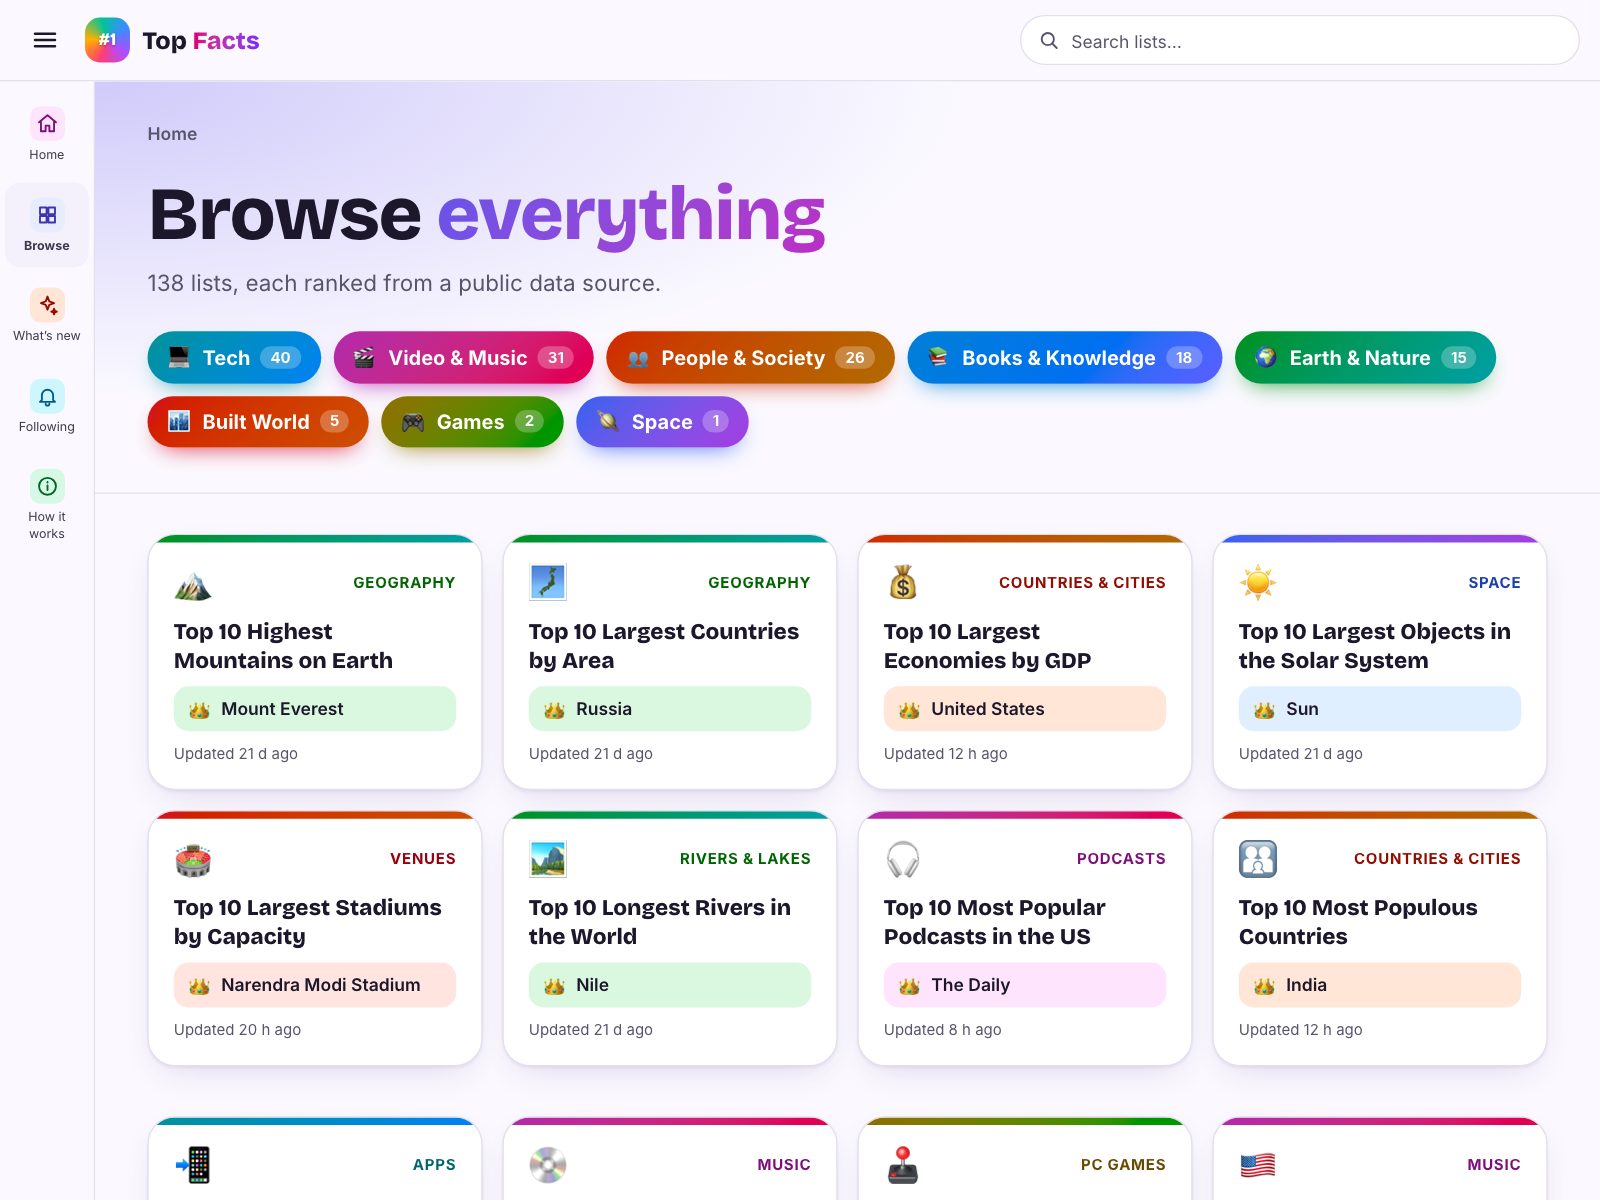 #1 Top Facts
Search lists...
Home
Browse
What's new
Following
How it
works
Home
Browse everything
138 lists, each ranked from a public data source.
Tech 40
Video & Music 31
People & Society 26
Books & Knowledge 18
Earth & Nature 15
Built World 5
Games 2
Space 1
GEOGRAPHY
Top 10 Highest
Mountains on Earth
Mount Everest
Updated 21 d ago
GEOGRAPHY
Top 10 Largest Countries
by Area
Russia
Updated 21 d ago
COUNTRIES & CITIES
Top 10 Largest
Economies by GDP
United States
Updated 12 h ago
SPACE
Top 10 Largest Objects in
the Solar System
Sun
Updated 21 d ago
VENUES
Top 10 Largest Stadiums
by Capacity
Narendra Modi Stadium
Updated 20 h ago
RIVERS & LAKES
Top 10 Longest Rivers in
the World
Nile
Updated 21 d ago
PODCASTS
Top 10 Most Popular
Podcasts in the US
The Daily
Updated 8 h ago
COUNTRIES & CITIES
Top 10 Most Populous
Countries
India
Updated 12 h ago
APPS
MUSIC
PC GAMES
MUSIC